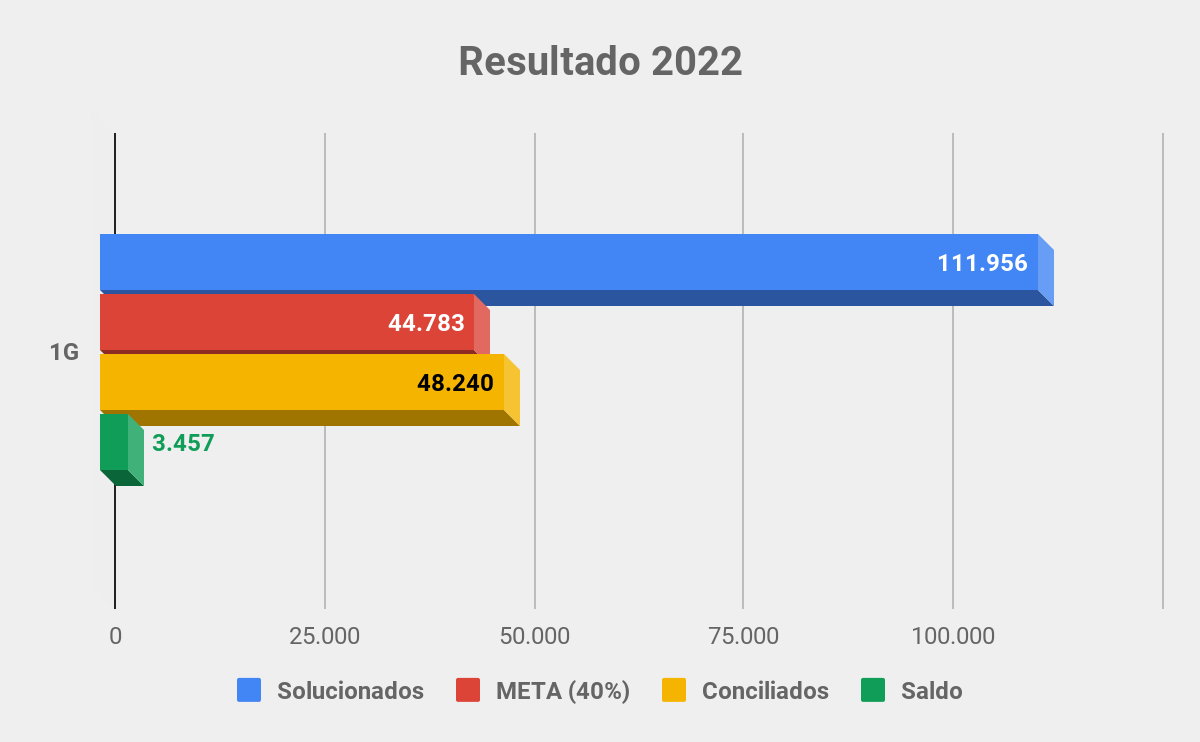 Resultado 2022
111.956
44.783
1G
48.240
3.457
0 25.000 50.000 75.000 100.000
Solucionados META (40%) Conciliados Saldo